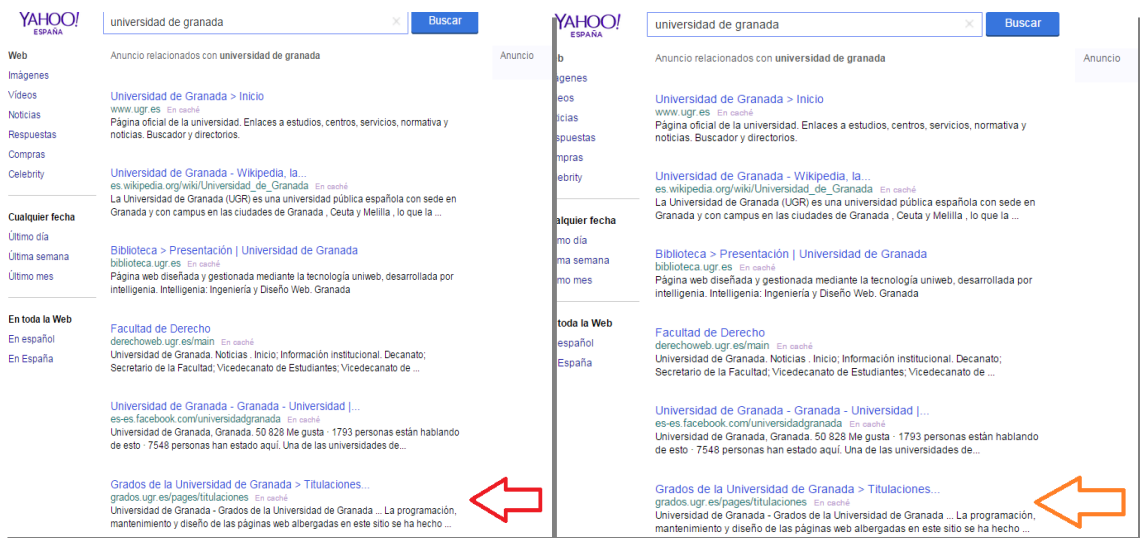 YAHOO!
ESPAÑA
universidad de granada
Buscar
Web
Imágenes
Vídeos
Noticias
Respuestas
Compras
Celebrity
Cualquier fecha
Último día
Última semana
Último mes
En toda la Web
En español
En España
Anuncio relacionados con universidad de granada
Anuncio
Universidad de Granada > Inicio
www.ugr.es En caché
Página oficial de la universidad. Enlaces a estudios, centros, servicios, normativa y
noticias. Buscador y directorios.
Universidad de Granada - Wikipedia, la...
es.wikipedia.org/wiki/Universidad_de_Granada En caché
La Universidad de Granada (UGR) es una universidad pública española con sede en
Granada y con campus en las ciudades de Granada , Ceuta y Melilla , lo que la ...
Biblioteca > Presentación | Universidad de Granada
biblioteca.ugr.es En caché
Página web diseñada y gestionada mediante la tecnología uniweb, desarrollada por
intelligenia. Intelligenia: Ingeniería y Diseño Web. Granada
Facultad de Derecho
derechoweb.ugr.es/main En caché
Universidad de Granada. Noticias . Inicio; Información institucional. Decanato;
Secretario de la Facultad; Vicedecanato de Estudiantes; Vicedecanato de ...
Universidad de Granada - Granada - Universidad |...
es-es.facebook.com/universidadgranada En caché
Universidad de Granada, Granada. 50 828 Me gusta · 1793 personas están hablando
de esto · 7548 personas han estado aquí. Una de las universidades de...
Grados de la Universidad de Granada > Titulaciones...
grados.ugr.es/pages/titulaciones En caché
Universidad de Granada - Grados de la Universidad de Granada ... La programación,
mantenimiento y diseño de las páginas web albergadas en este sitio se ha hecho ...
YAHOO!
ESPAÑA
universidad de granada
Buscar
b
ágenes
eos
icias
spuestas
mpras
ebrity
alquier fecha
mo día
ma semana
mo mes
toda la Web
español
España
Anuncio relacionados con universidad de granada
Anuncio
Universidad de Granada > Inicio
www.ugr.es En caché
Página oficial de la universidad. Enlaces a estudios, centros, servicios, normativa y
noticias. Buscador y directorios.
Universidad de Granada - Wikipedia, la...
es.wikipedia.org/wiki/Universidad_de_Granada En caché
La Universidad de Granada (UGR) es una universidad pública española con sede en
Granada y con campus en las ciudades de Granada , Ceuta y Melilla , lo que la ...
Biblioteca > Presentación | Universidad de Granada
biblioteca.ugr.es En caché
Página web diseñada y gestionada mediante la tecnología uniweb, desarrollada por
intelligenia. Intelligenia: Ingeniería y Diseño Web. Granada
Facultad de Derecho
derechoweb.ugr.es/main En caché
Universidad de Granada. Noticias . Inicio; Información institucional. Decanato;
Secretario de la Facultad; Vicedecanato de Estudiantes; Vicedecanato de ...
Universidad de Granada - Granada - Universidad |...
es-es.facebook.com/universidadgranada En caché
Universidad de Granada, Granada. 50 828 Me gusta · 1793 personas están hablando
de esto · 7548 personas han estado aquí. Una de las universidades de...
Grados de la Universidad de Granada > Titulaciones...
grados.ugr.es/pages/titulaciones En caché
Universidad de Granada - Grados de la Universidad de Granada ... La programación,
mantenimiento y diseño de las páginas web albergadas en este sitio se ha hecho ...